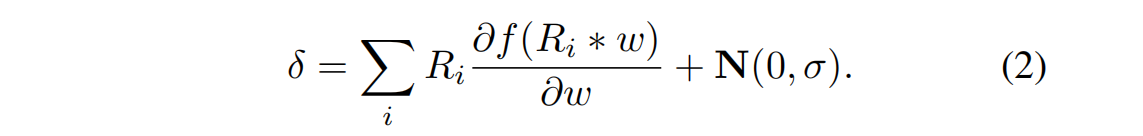 δ = ∑_i R_i ∂f(R_i * w)/∂w + N(0, σ). (2)